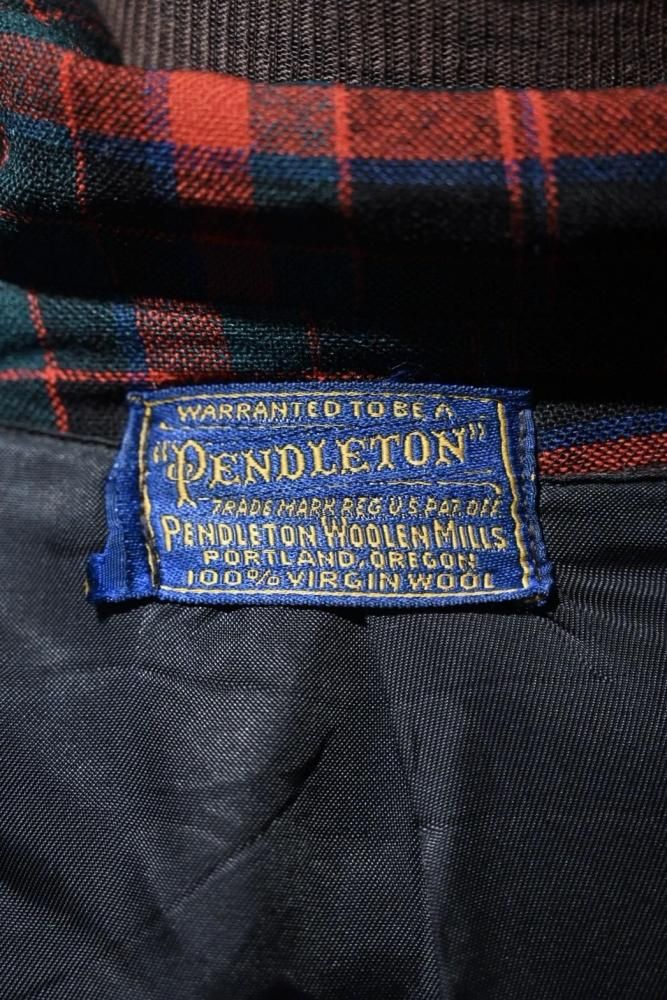 WARRANTED TO BE A
"PENDLETON"
TRADE MARK REG. U.S. PAT. OFF.
PENDLETON WOOLEN MILLS
PORTLAND, OREGON
100% VIRGIN WOOL